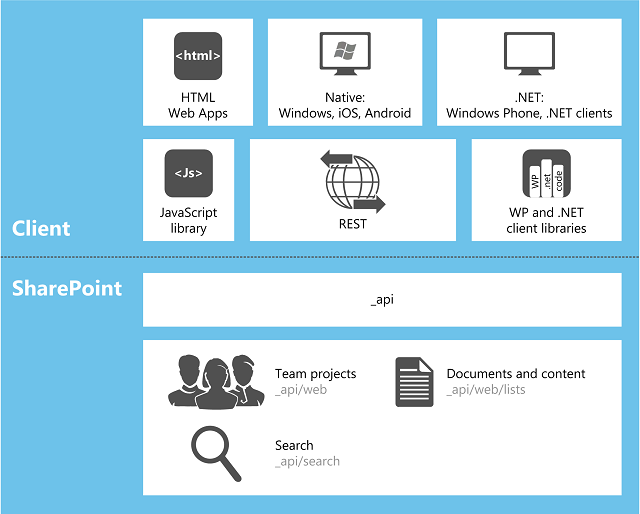 <html>
HTML
Web Apps
Native:
Windows, iOS, Android
.NET:
Windows Phone, .NET clients
<Js>
JavaScript
library
REST
WP
.net
code
WP and .NET
client libraries
Client
SharePoint
_api
Team projects
_api/web
Documents and content
_api/web/lists
Search
_api/search